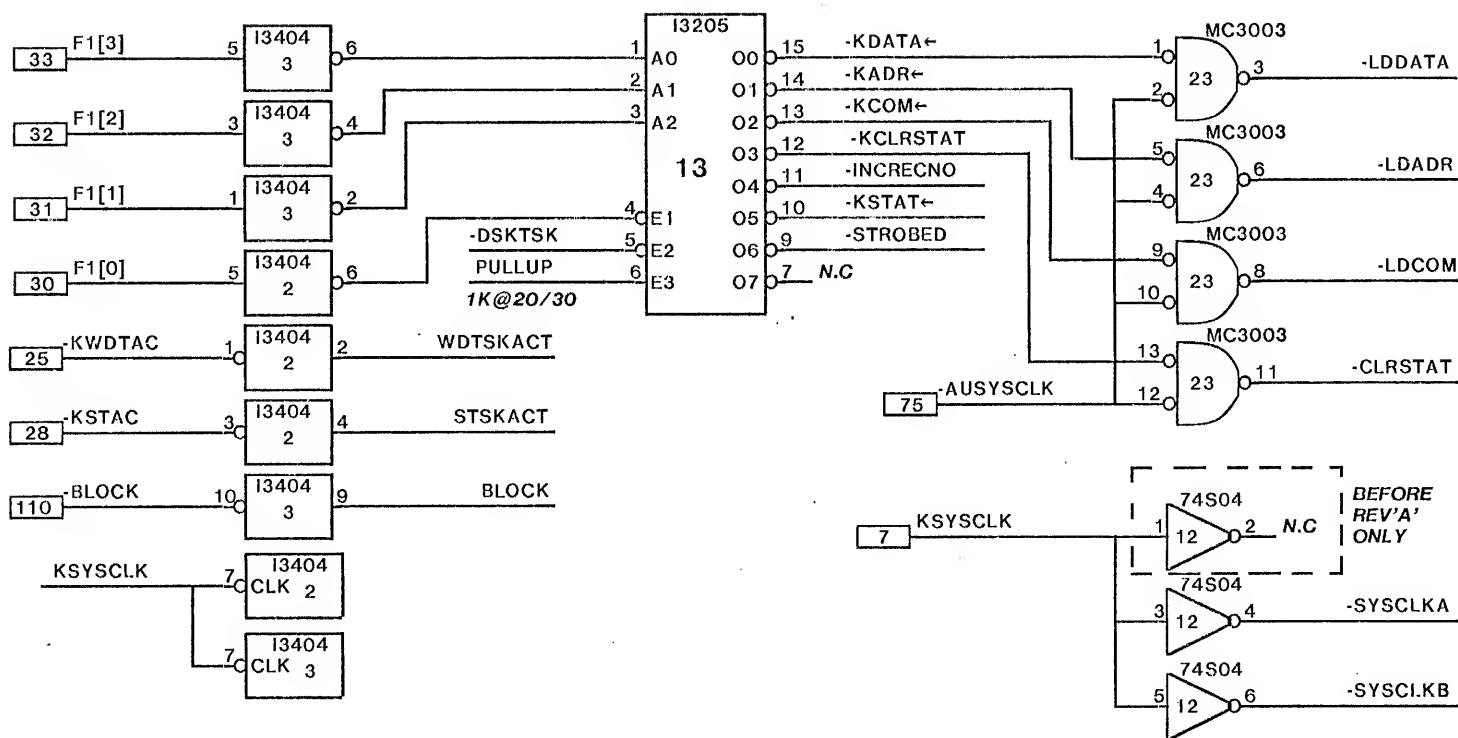 33 F1[3] 5 I3404 3 6
32 F1[2] 3 I3404 3 4
31 F1[1] 1 I3404 3 2
30 F1[0] 5 I3404 2 6
25 -KWDTAC 1 I3404 2 2 WDTSKACT
28 -KSTAC 3 I3404 2 4 STSKACT
110 -BLOCK 10 I3404 3 9 BLOCK
KSYSCLK 7 CLK I3404 2
7 CLK I3404 3
I3205
13
1 A0
2 A1
3 A2
4 E1
-DSKTSK 5 E2
PULLUP 6 E3
1K@20/30
O0 15 -KDATA←
O1 14 -KADR←
O2 13 -KCOM←
O3 12 -KCLRSTAT
O4 11 -INCRECNO
O5 10 -KSTAT←
O6 9 -STROBED
O7 7 N.C
MC3003
1 2 23 3 -LDDATA
MC3003
5 4 23 6 -LDADR
MC3003
9 10 23 8 -LDCOM
MC3003
13 12 23 11 -CLRSTAT
75 -AUSYSCLK
7 KSYSCLK
74S04
1 12 2 N.C
BEFORE
REV'A'
ONLY
74S04
3 12 4 -SYSCLKA
74S04
5 12 6 -SYSCLKB